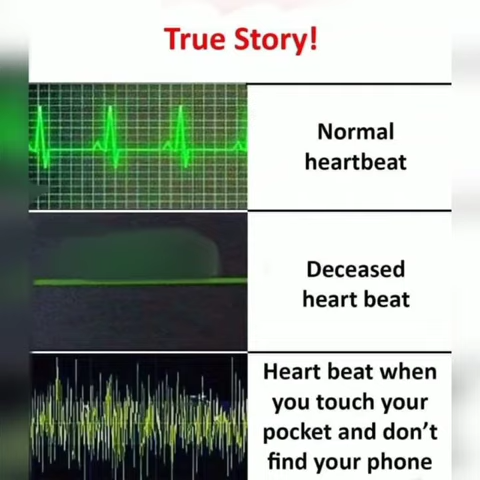 True Story!
Normal
heartbeat
Deceased
heart beat
Heart beat when
you touch your
pocket and don't
find your phone